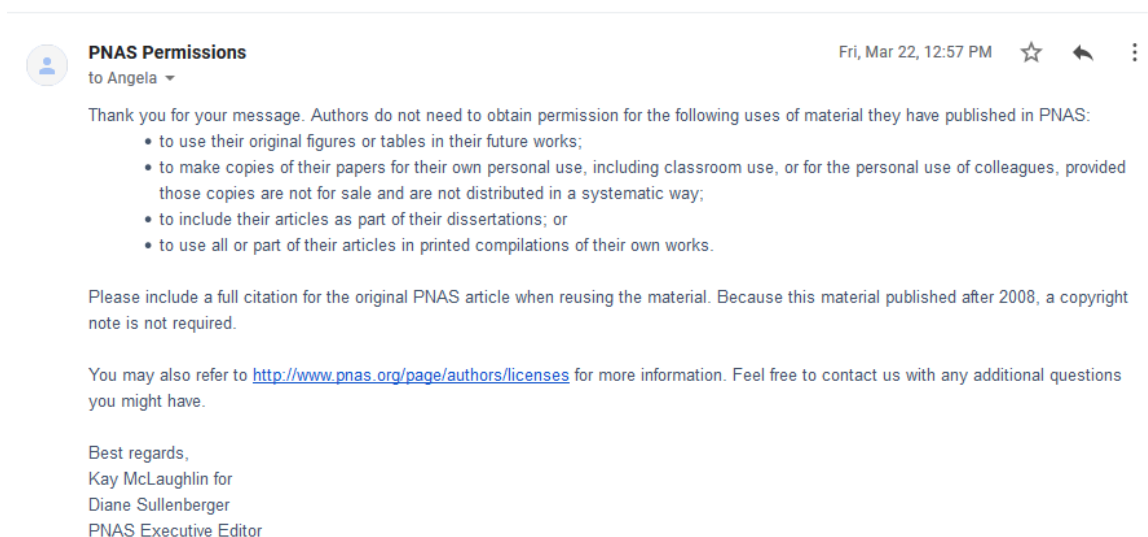 PNAS Permissions
Fri, Mar 22, 12:57 PM
to Angela
Thank you for your message. Authors do not need to obtain permission for the following uses of material they have published in PNAS:
• to use their original figures or tables in their future works;
• to make copies of their papers for their own personal use, including classroom use, or for the personal use of colleagues, provided
those copies are not for sale and are not distributed in a systematic way;
• to include their articles as part of their dissertations; or
• to use all or part of their articles in printed compilations of their own works.
Please include a full citation for the original PNAS article when reusing the material. Because this material published after 2008, a copyright
note is not required.
You may also refer to http://www.pnas.org/page/authors/licenses for more information. Feel free to contact us with any additional questions
you might have.
Best regards,
Kay McLaughlin for
Diane Sullenberger
PNAS Executive Editor